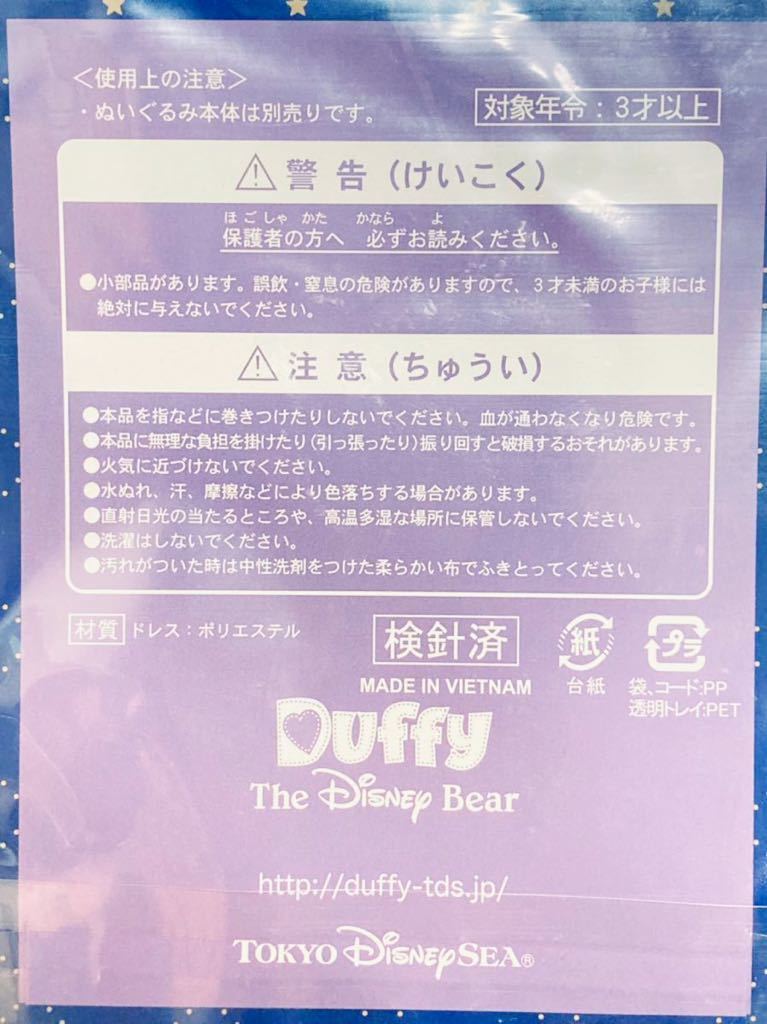 ＜使用上の注意＞
・ぬいぐるみ本体は別売りです。
対象年令：3才以上
⚠ 警告（けいこく）
ほごしゃ かた かなら よ
保護者の方へ 必ずお読みください。
●小部品があります。誤飲・窒息の危険がありますので、3才未満のお子様には
絶対に与えないでください。
⚠ 注意（ちゅうい）
●本品を指などに巻きつけたりしないでください。血が通わなくなり危険です。
●本品に無理な負担を掛けたり（引っ張ったり）振り回すと破損するおそれがあります。
●火気に近づけないでください。
●水ぬれ、汗、摩擦などにより色落ちする場合があります。
●直射日光の当たるところや、高温多湿な場所に保管しないでください。
●洗濯はしないでください。
●汚れがついた時は中性洗剤をつけた柔らかい布でふきとってください。
材質 ドレス：ポリエステル
検針済
紙
台紙
プラ
袋、コード:PP
透明トレイ:PET
MADE IN VIETNAM
Duffy
The Disney Bear
http://duffy-tds.jp/
TOKYO DISNEYSEA®